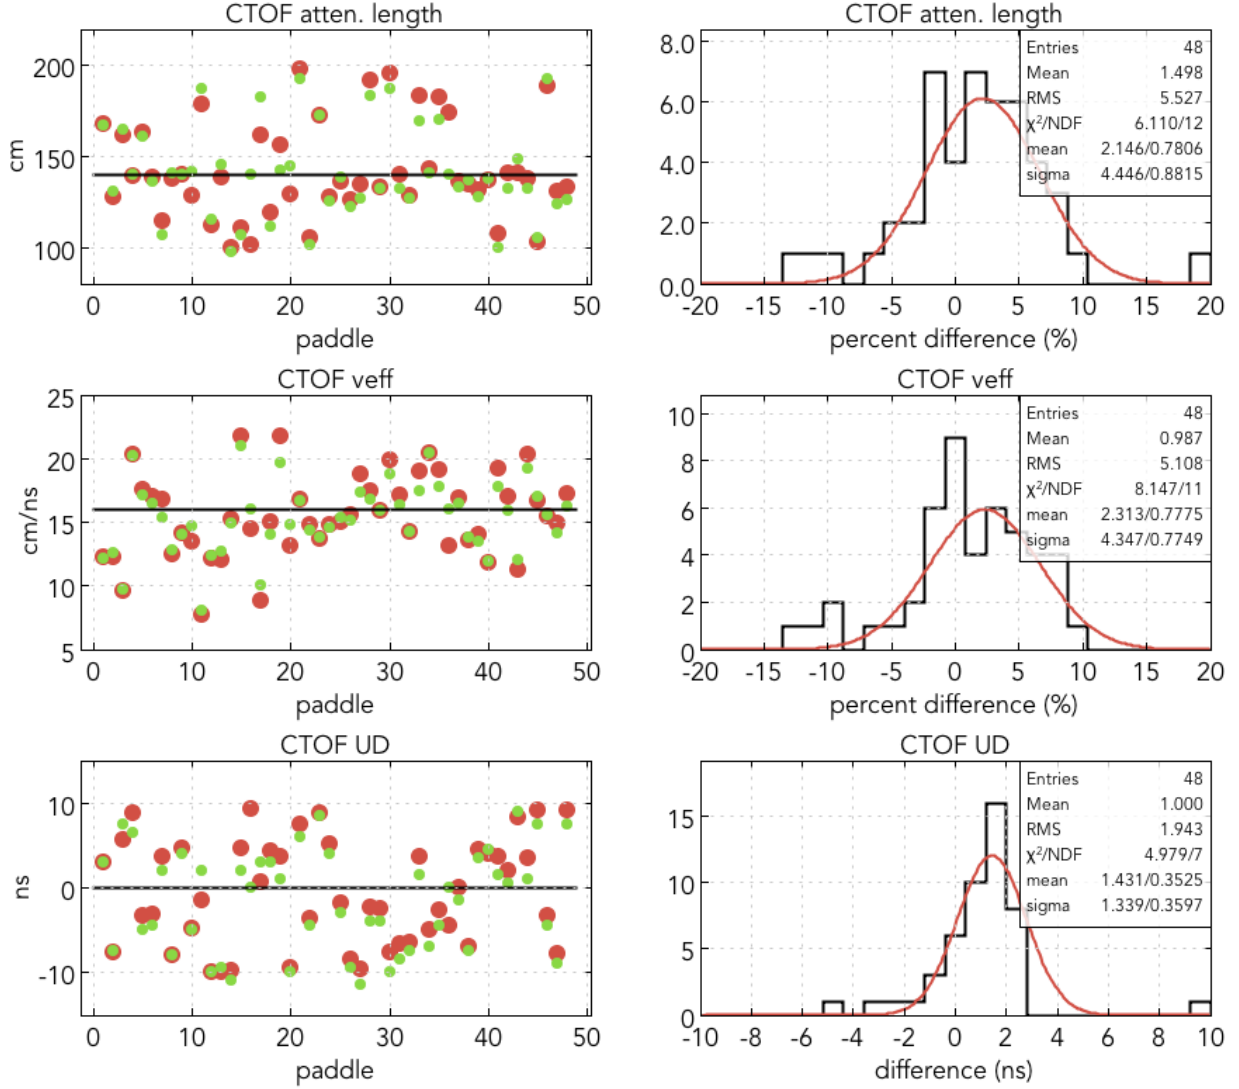 CTOF atten. length
cm
200
150
100
0 10 20 30 40 50
paddle
CTOF atten. length
8.0
6.0
4.0
2.0
0.0
Entries 48
Mean 1.498
RMS 5.527
χ²/NDF 6.110/12
mean 2.146/0.7806
sigma 4.446/0.8815
-20 -15 -10 -5 0 5 10 15 20
percent difference (%)
CTOF veff
cm/ns
25
20
15
10
5
0 10 20 30 40 50
paddle
CTOF veff
10
8
6
4
2
0
Entries 48
Mean 0.987
RMS 5.108
χ²/NDF 8.147/11
mean 2.313/0.7775
sigma 4.347/0.7749
-20 -15 -10 -5 0 5 10 15 20
percent difference (%)
CTOF UD
ns
10
0
-10
0 10 20 30 40 50
paddle
CTOF UD
15
10
5
0
Entries 48
Mean 1.000
RMS 1.943
χ²/NDF 4.979/7
mean 1.431/0.3525
sigma 1.339/0.3597
-10 -8 -6 -4 -2 0 2 4 6 8 10
difference (ns)